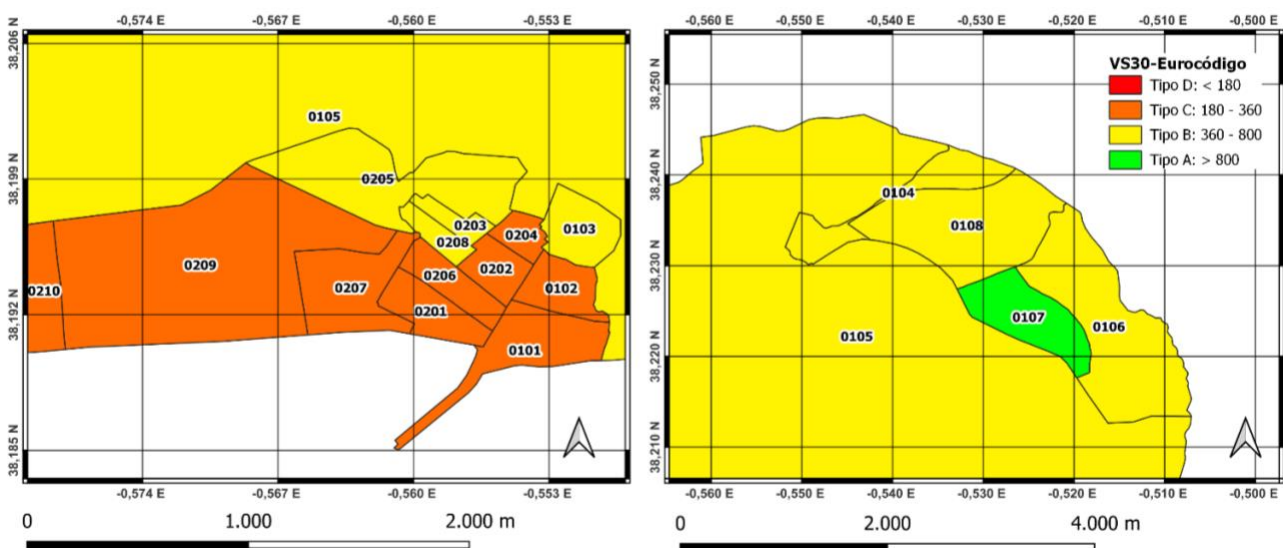 -0,574 E -0,567 E -0,560 E -0,553 E
38,206 N
38,199 N
38,192 N
38,185 N
0105
0205
0203
0103
0208
0204
0209
0202
0210
0207
0206
0102
0201
0101
-0,574 E -0,567 E -0,560 E -0,553 E
0 1.000 2.000 m
-0,560 E -0,550 E -0,540 E -0,530 E -0,520 E -0,510 E -0,500 E
38,250 N
38,240 N
38,230 N
38,220 N
38,210 N
VS30-Eurocódigo
Tipo D: < 180
Tipo C: 180 - 360
Tipo B: 360 - 800
Tipo A: > 800
0104
0108
0107
0106
0105
-0,560 E -0,550 E -0,540 E -0,530 E -0,520 E -0,510 E -0,500 E
0 2.000 4.000 m